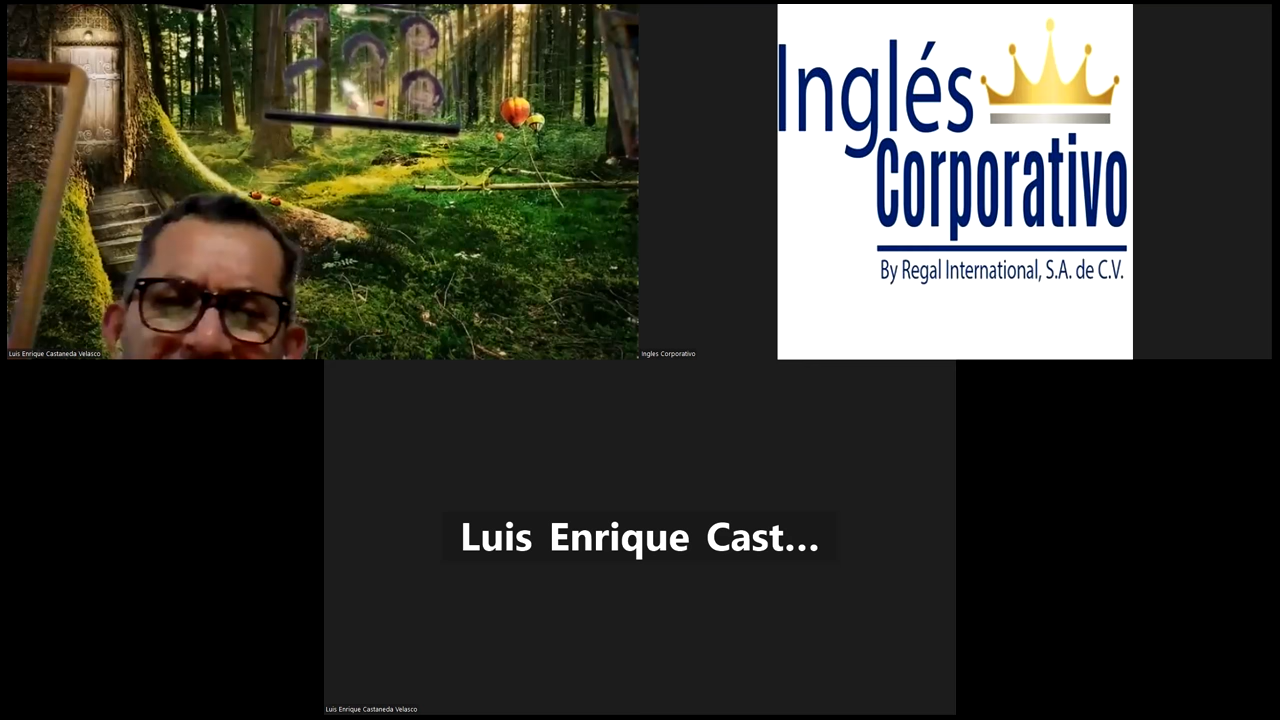 Inglés
Corporativo
By Regal International, S.A. de C.V.
Luis Enrique Castaneda Velasco
Ingles Corporativo
Luis Enrique Cast...
Luis Enrique Castaneda Velasco